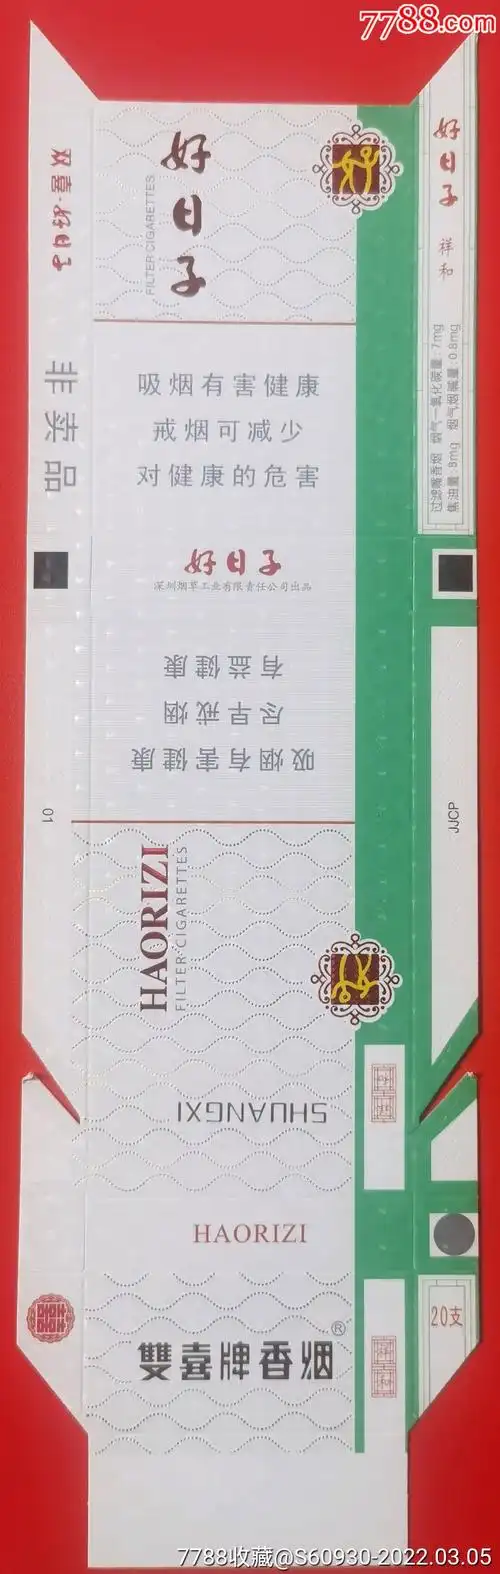 7788.com
好日子
FILTER CIGARETTES
双喜·好日子
非卖品
好日子
祥和
过滤嘴香烟 烟气一氧化碳量:7mg
焦油量:8mg 烟气烟碱量:0.8mg
吸烟有害健康
戒烟可减少
对健康的危害
好日子
深圳烟草工业有限责任公司出品
吸烟有害健康
尽早戒烟
有益健康
01
JJCP
HAORIZI
FILTER CIGARETTES
SHUANGXI
祥和
HAORIZI
雙喜牌香烟®
祥和
20支
囍
7788收藏@S60930-2022.03.05